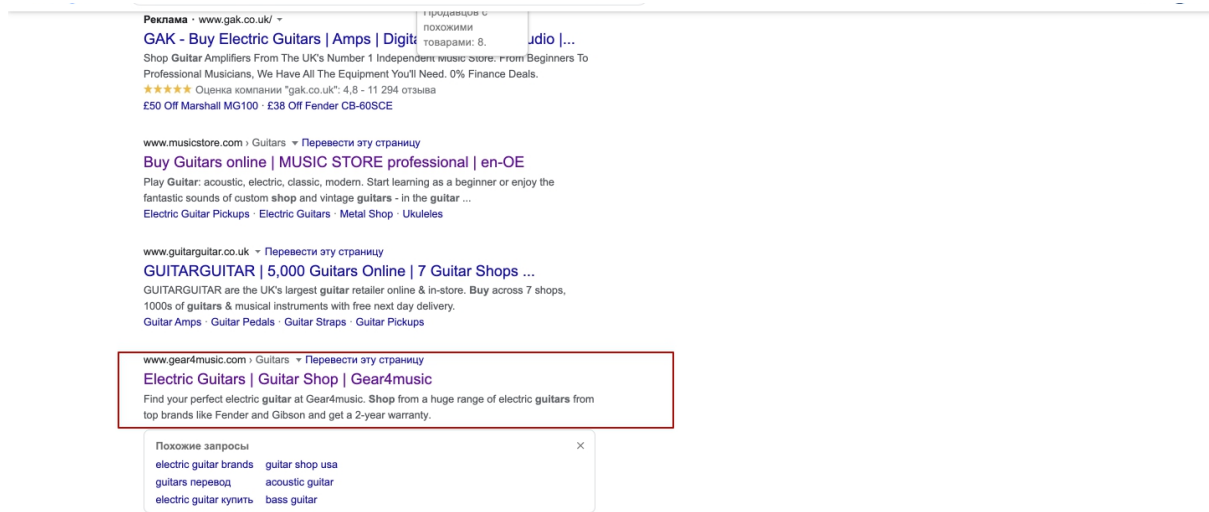 Реклама · www.gak.co.uk/
Продавцов с
похожими
товарами: 8.
GAK - Buy Electric Guitars | Amps | Digita udio |...
Shop Guitar Amplifiers From The UK's Number 1 Independent Music Store. From Beginners To
Professional Musicians, We Have All The Equipment You'll Need. 0% Finance Deals.
★★★★★ Оценка компании "gak.co.uk": 4,8 - 11 294 отзыва
£50 Off Marshall MG100 · £38 Off Fender CB-60SCE
www.musicstore.com › Guitars Перевести эту страницу
Buy Guitars online | MUSIC STORE professional | en-OE
Play Guitar: acoustic, electric, classic, modern. Start learning as a beginner or enjoy the
fantastic sounds of custom shop and vintage guitars - in the guitar ...
Electric Guitar Pickups · Electric Guitars · Metal Shop · Ukuleles
www.guitarguitar.co.uk Перевести эту страницу
GUITARGUITAR | 5,000 Guitars Online | 7 Guitar Shops ...
GUITARGUITAR are the UK's largest guitar retailer online & in-store. Buy across 7 shops,
1000s of guitars & musical instruments with free next day delivery.
Guitar Amps · Guitar Pedals · Guitar Straps · Guitar Pickups
www.gear4music.com › Guitars Перевести эту страницу
Electric Guitars | Guitar Shop | Gear4music
Find your perfect electric guitar at Gear4music. Shop from a huge range of electric guitars from
top brands like Fender and Gibson and get a 2-year warranty.
Похожие запросы
electric guitar brands guitar shop usa
guitars перевод acoustic guitar
electric guitar купить bass guitar